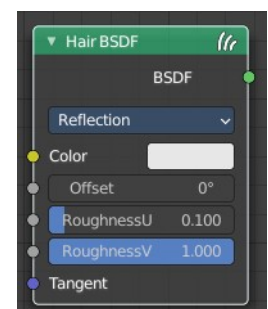 Hair BSDF
BSDF
Reflection
Color
Offset 0°
RoughnessU 0.100
RoughnessV 1.000
Tangent